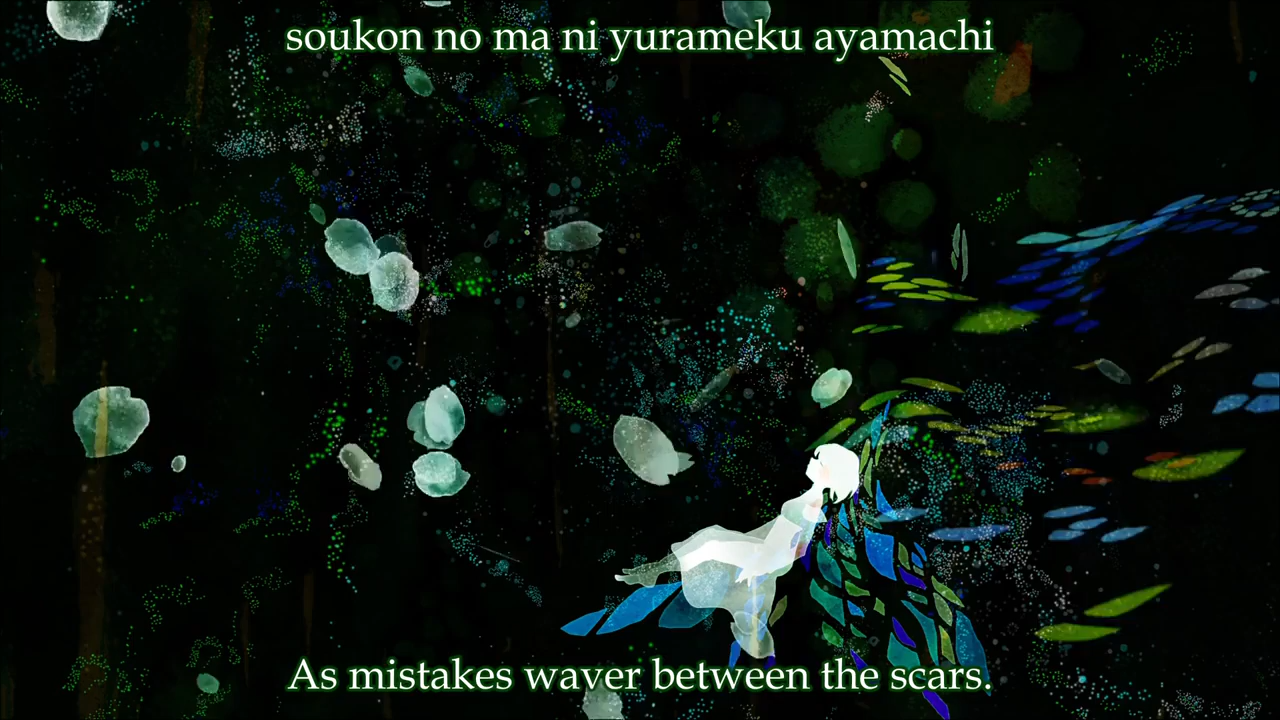 soukon no ma ni yurameku ayamachi
As mistakes waver between the scars.